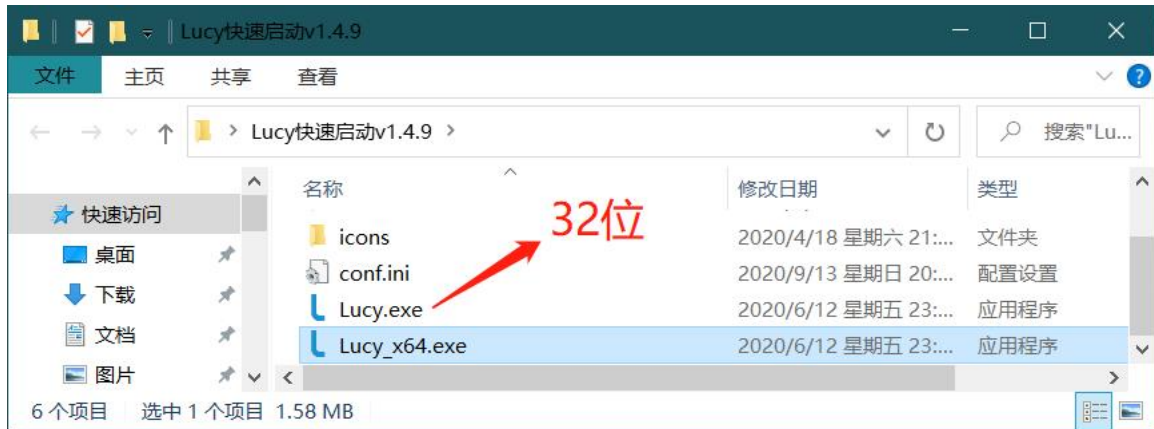 Lucy快速启动v1.4.9
文件 主页 共享 查看
Lucy快速启动v1.4.9 搜索"Lu...
名称 修改日期 类型
快速访问
32位
icons 2020/4/18 星期六 21:... 文件夹
桌面
conf.ini 2020/9/13 星期日 20:... 配置设置
下载
Lucy.exe 2020/6/12 星期五 23:... 应用程序
文档
Lucy_x64.exe 2020/6/12 星期五 23:... 应用程序
图片
6 个项目 选中 1 个项目 1.58 MB